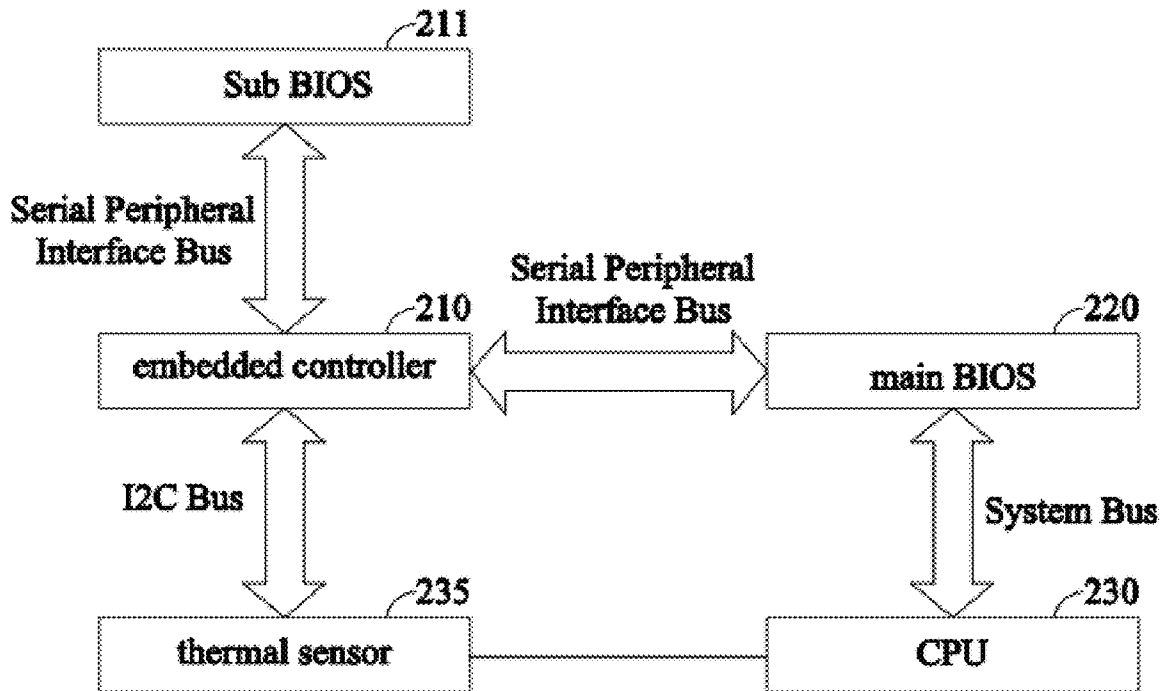 211
Sub BIOS
Serial Peripheral
Interface Bus
210
embedded controller
Serial Peripheral
Interface Bus
220
main BIOS
I2C Bus
System Bus
235
thermal sensor
230
CPU